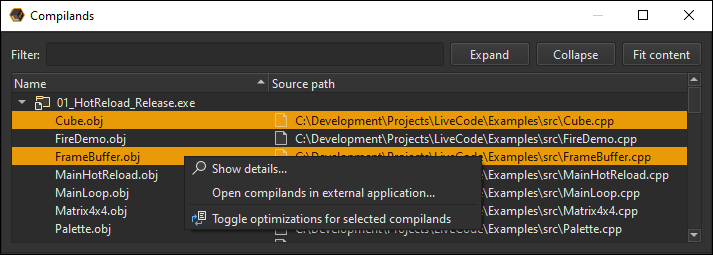 Compilands
Filter: Expand Collapse Fit content
Name Source path
01_HotReload_Release.exe
Cube.obj C:\Development\Projects\LiveCode\Examples\src\Cube.cpp
FireDemo.obj C:\Development\Projects\LiveCode\Examples\src\FireDemo.cpp
FrameBuffer.obj C:\Development\Projects\LiveCode\Examples\src\FrameBuffer.cpp
MainHotReload.obj \Examples\src\MainHotReload.cpp
Show details...
MainLoop.obj \Examples\src\MainLoop.cpp
Open compilands in external application...
Matrix4x4.obj \Examples\src\Matrix4x4.cpp
Toggle optimizations for selected compilands
Palette.obj C:\Development\Projects\LiveCode\Examples\src\Palette.cpp